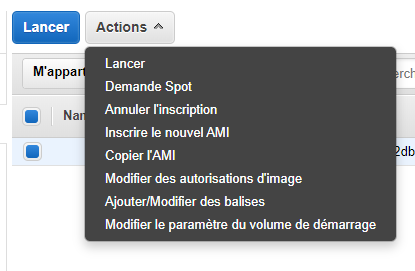 Lancer
Actions
Lancer
Demande Spot
Annuler l'inscription
Inscrire le nouvel AMI
Copier l'AMI
Modifier des autorisations d'image
Ajouter/Modifier des balises
Modifier le paramètre du volume de démarrage
M'appart
erch
Nam
2db